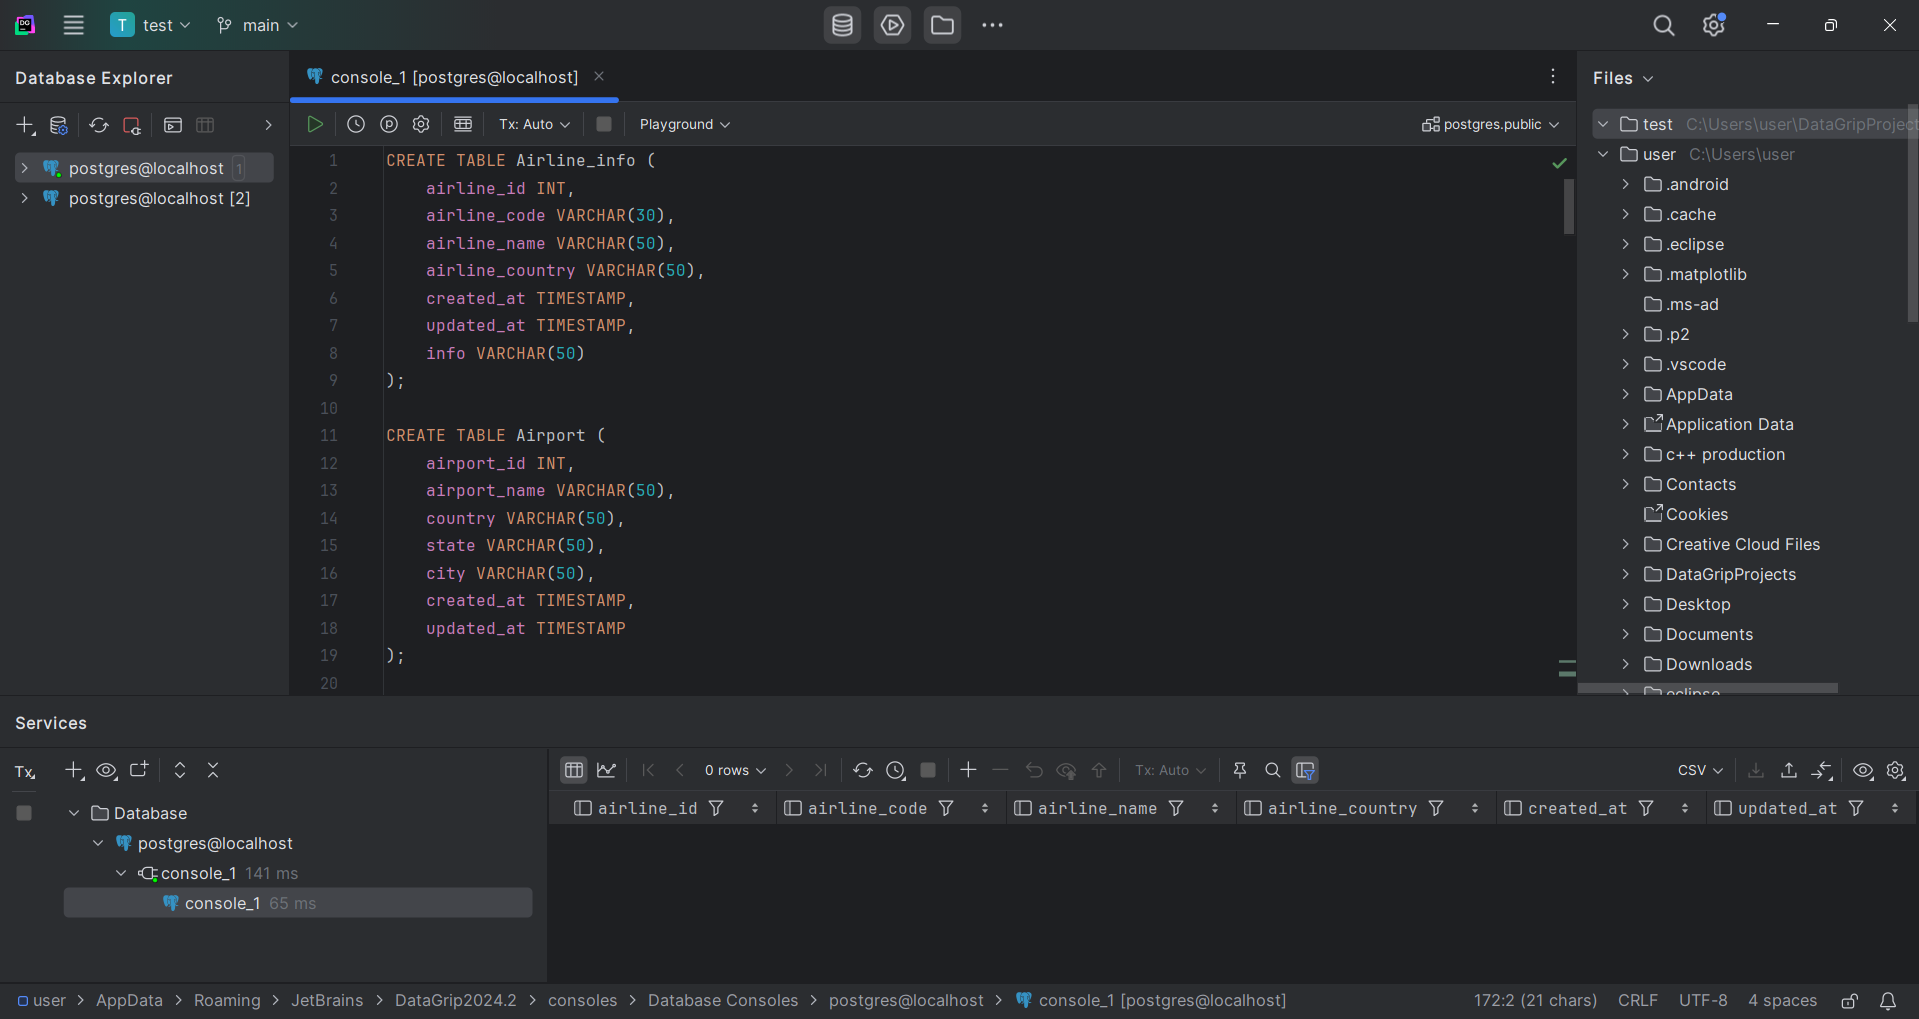 T test main
Database Explorer
console_1 [postgres@localhost]
Files
Tx: Auto
Playground
postgres.public
postgres@localhost 1
postgres@localhost [2]
1 CREATE TABLE Airline_info (
2 airline_id INT,
3 airline_code VARCHAR(30),
4 airline_name VARCHAR(50),
5 airline_country VARCHAR(50),
6 created_at TIMESTAMP,
7 updated_at TIMESTAMP,
8 info VARCHAR(50)
9 );
10
11 CREATE TABLE Airport (
12 airport_id INT,
13 airport_name VARCHAR(50),
14 country VARCHAR(50),
15 state VARCHAR(50),
16 city VARCHAR(50),
17 created_at TIMESTAMP,
18 updated_at TIMESTAMP
19 );
20
test C:\Users\user\DataGripProject
user C:\Users\user
.android
.cache
.eclipse
.matplotlib
.ms-ad
.p2
.vscode
AppData
Application Data
c++ production
Contacts
Cookies
Creative Cloud Files
DataGripProjects
Desktop
Documents
Downloads
eclipse
Services
Tx
0 rows
Tx: Auto
CSV
Database
postgres@localhost
console_1 141 ms
console_1 65 ms
airline_id airline_code airline_name airline_country created_at updated_at
user > AppData > Roaming > JetBrains > DataGrip2024.2 > consoles > Database Consoles > postgres@localhost > console_1 [postgres@localhost]
172:2 (21 chars) CRLF UTF-8 4 spaces